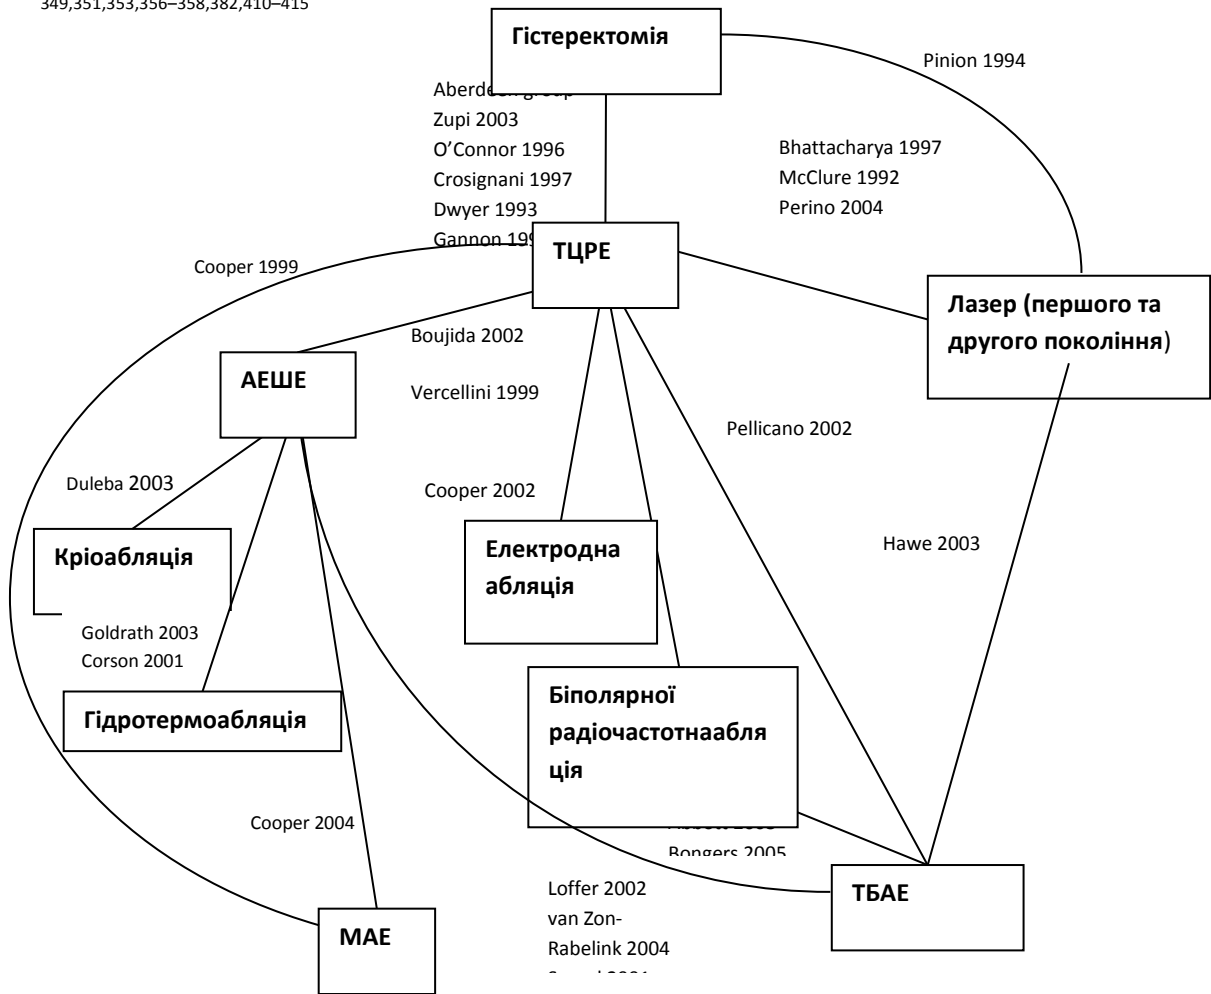 349,351,353,356–358,382,410–415
Гістеректомія
Pinion 1994
Zupi 2003
O’Connor 1996
Crosignani 1997
Dwyer 1993
Gannon
Bhattacharya 1997
McClure 1992
Perino 2004
ТЦРЕ
Cooper 1999
Лазер (першого та
другого покоління)
Boujida 2002
Vercellini 1999
АЕШЕ
Pellicano 2002
Duleba 2003
Cooper 2002
Кріоабляція
Електродна
абляція
Hawe 2003
Goldrath 2003
Corson 2001
Гідротермоабляція
Біполярної
радіочастотнаабля
ція
Cooper 2004
Bongers 2005
Loffer 2002
van Zon-
Rabelink 2004
ТБАЕ
МАЕ